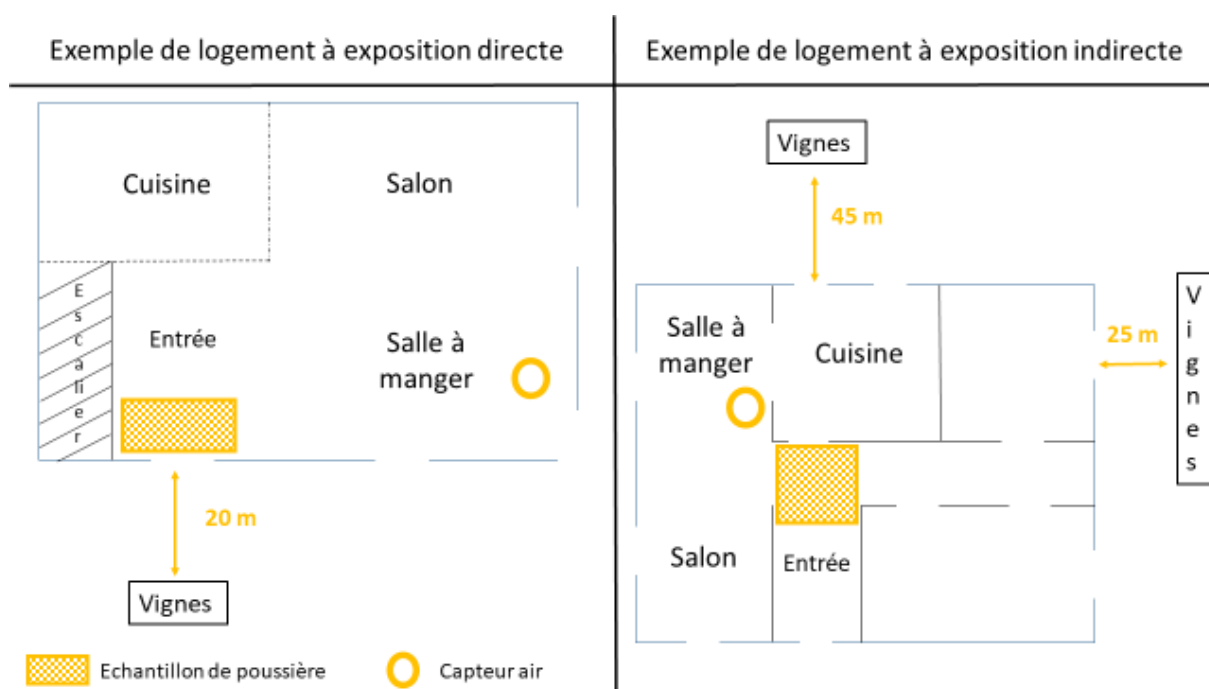 Exemple de logement à exposition directe
Cuisine
Salon
Escalier
Entrée
Salle à
manger
20 m
Vignes
Echantillon de poussière
Capteur air
Exemple de logement à exposition indirecte
Vignes
45 m
Salle à
manger
Cuisine
25 m
Vignes
Salon
Entrée